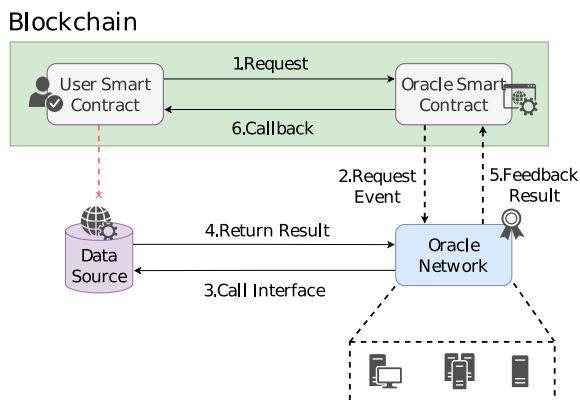 Blockchain
User Smart
Contract
1.Request
Oracle Smart
Contract
6.Callback
2.Request
Event
5.Feedback
Result
Data
Source
4.Return Result
3.Call Interface
Oracle
Network